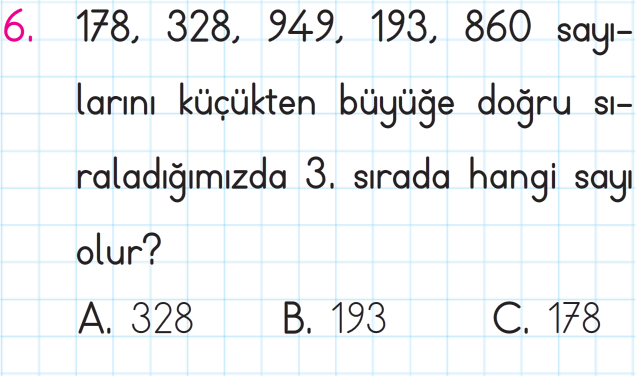 6. 178, 328, 949, 193, 860 sayı-
larını küçükten büyüğe doğru sı-
raladığımızda 3. sırada hangi sayı
olur?
A. 328 B. 193 C. 178